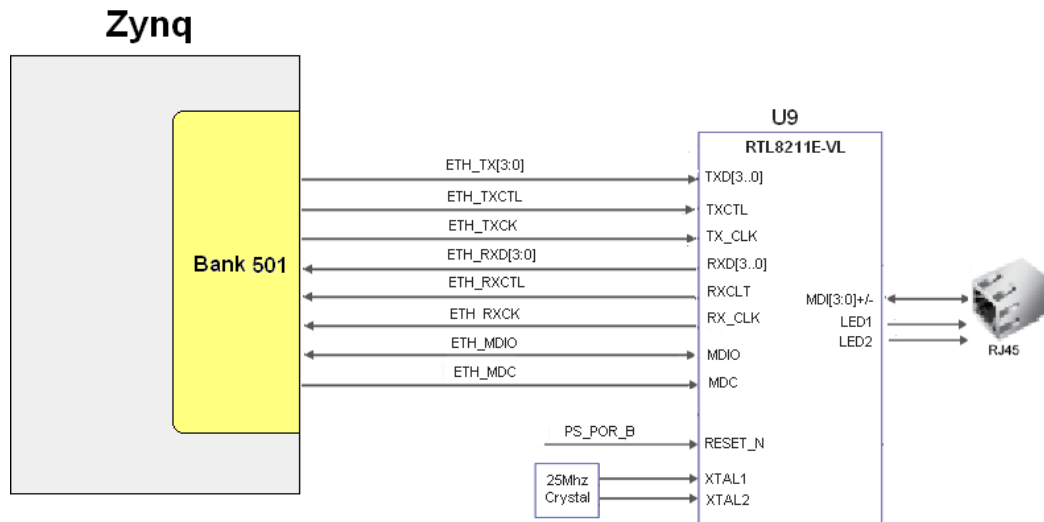 Zynq
U9
RTL8211E-VL
ETH_TX[3:0]
TXD[3..0]
ETH_TXCTL
TXCTL
ETH_TXCK
TX_CLK
ETH_RXD[3:0]
RXD[3..0]
Bank 501
ETH_RXCTL
RXCLT
MDI[3:0]+/-
ETH_RXCK
RX_CLK
LED1
ETH_MDIO
LED2
MDIO
RJ45
ETH_MDC
MDC
PS_POR_B
RESET_N
25Mhz
Crystal
XTAL1
XTAL2